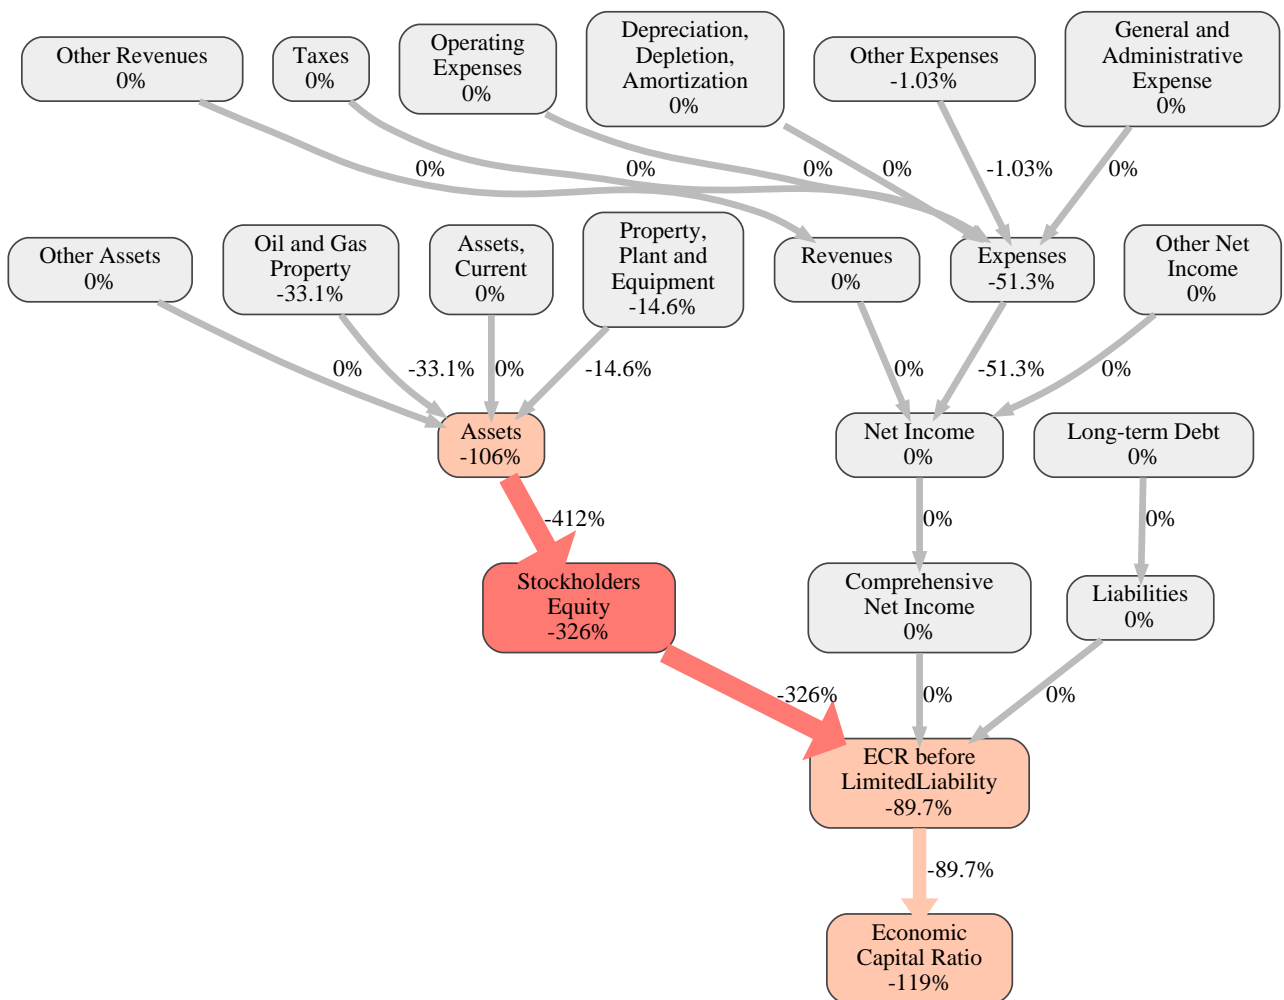 Other Revenues
0%
Taxes
0%
Operating
Expenses
0%
Depreciation,
Depletion,
Amortization
0%
Other Expenses
-1.03%
General and
Administrative
Expense
0%
0%
0%
0%
0%
-1.03%
0%
Other Assets
0%
Oil and Gas
Property
-33.1%
Assets,
Current
0%
Property,
Plant and
Equipment
-14.6%
Revenues
0%
Expenses
-51.3%
Other Net
Income
0%
0%
-33.1%
0%
-14.6%
0%
-51.3%
0%
Assets
-106%
Net Income
0%
Long-term Debt
0%
-412%
0%
0%
Stockholders
Equity
-326%
Comprehensive
Net Income
0%
Liabilities
0%
-326%
0%
0%
ECR before
LimitedLiability
-89.7%
-89.7%
Economic
Capital Ratio
-119%